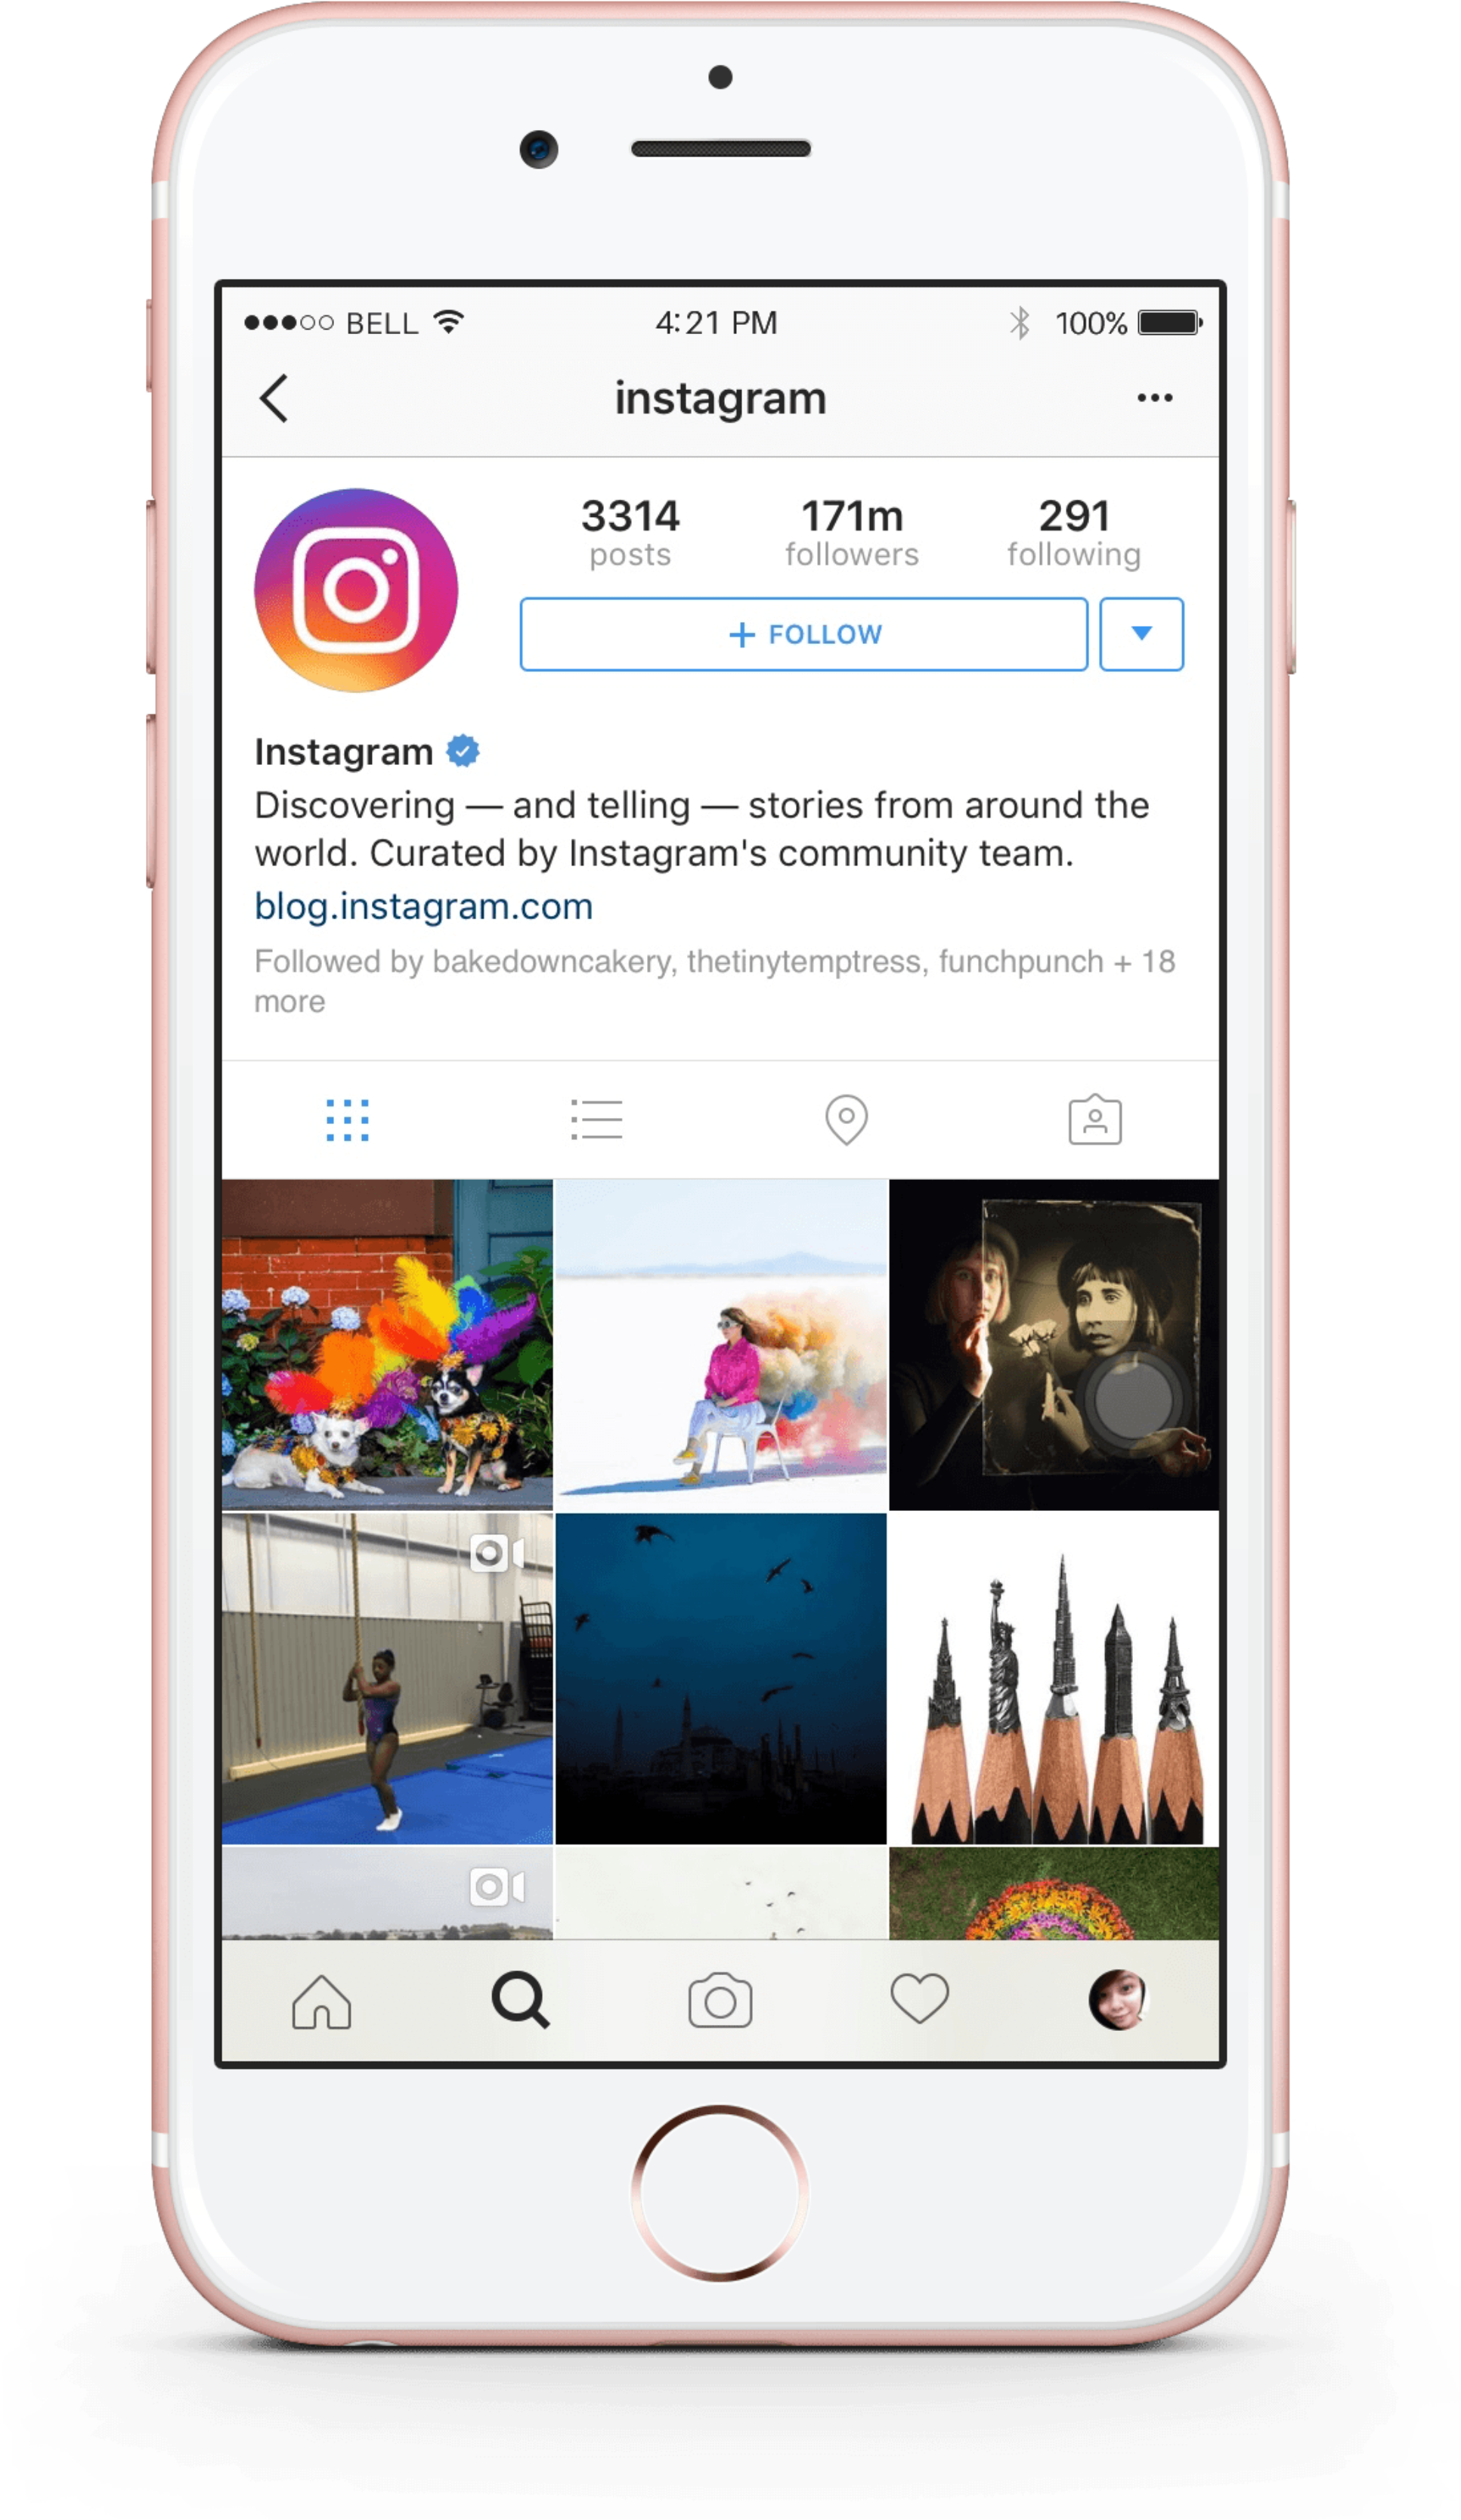 BELL 4:21 PM 100%
instagram
3314 171m 291
posts followers following
+ FOLLOW
Instagram
Discovering — and telling — stories from around the
world. Curated by Instagram's community team.
blog.instagram.com
Followed by bakedowncakery, thetinytemptress, funchpunch + 18
more